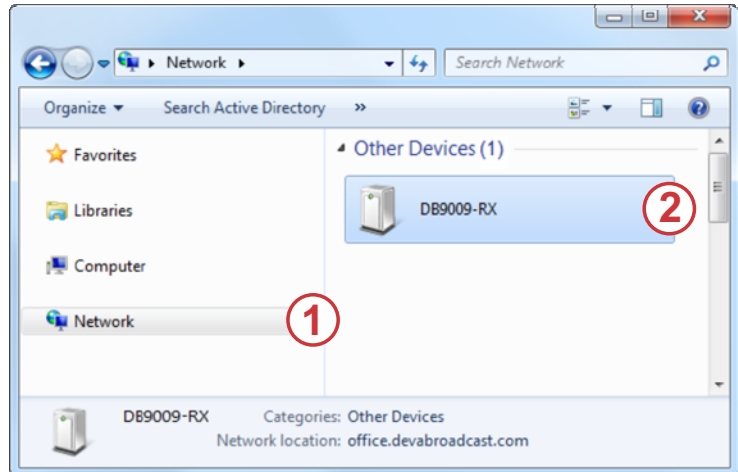 Network
Search Network
Organize Search Active Directory »
Favorites
Libraries
Computer
Network
1
Other Devices (1)
DB9009-RX
2
DB9009-RX Categories: Other Devices
Network location: office.devabroadcast.com